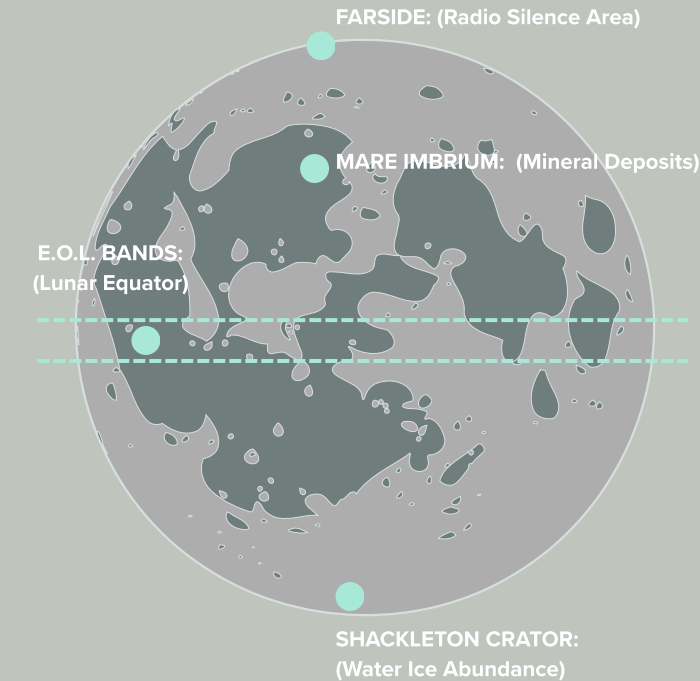 FARSIDE: (Radio Silence Area)
MARE IMBRIUM:  (Mineral Deposits)
E.O.L. BANDS:
(Lunar Equator)
SHACKLETON CRATOR:
(Water Ice Abundance)